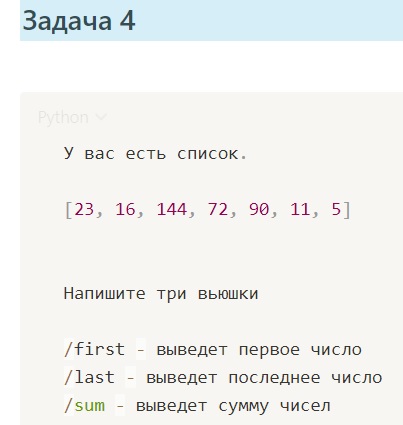 Задача 4
Python
У вас есть список.
[23, 16, 144, 72, 90, 11, 5]
Напишите три вьюшки
/first - выведет первое число
/last - выведет последнее число
/sum - выведет сумму чисел